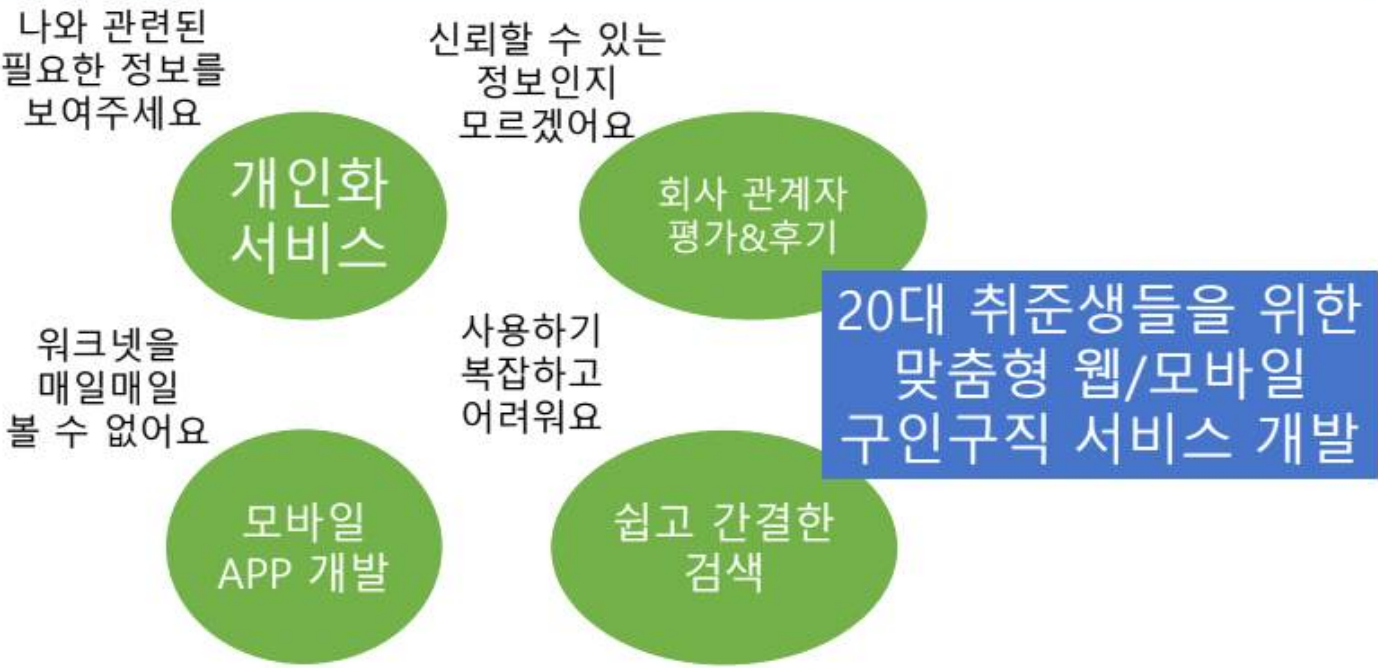 나와 관련된
필요한 정보를
보여주세요
개인화
서비스
신뢰할 수 있는
정보인지
모르겠어요
회사 관계자
평가&후기
워크넷을
매일매일
볼 수 없어요
모바일
APP 개발
사용하기
복잡하고
어려워요
쉽고 간결한
검색
20대 취준생들을 위한
맞춤형 웹/모바일
구인구직 서비스 개발